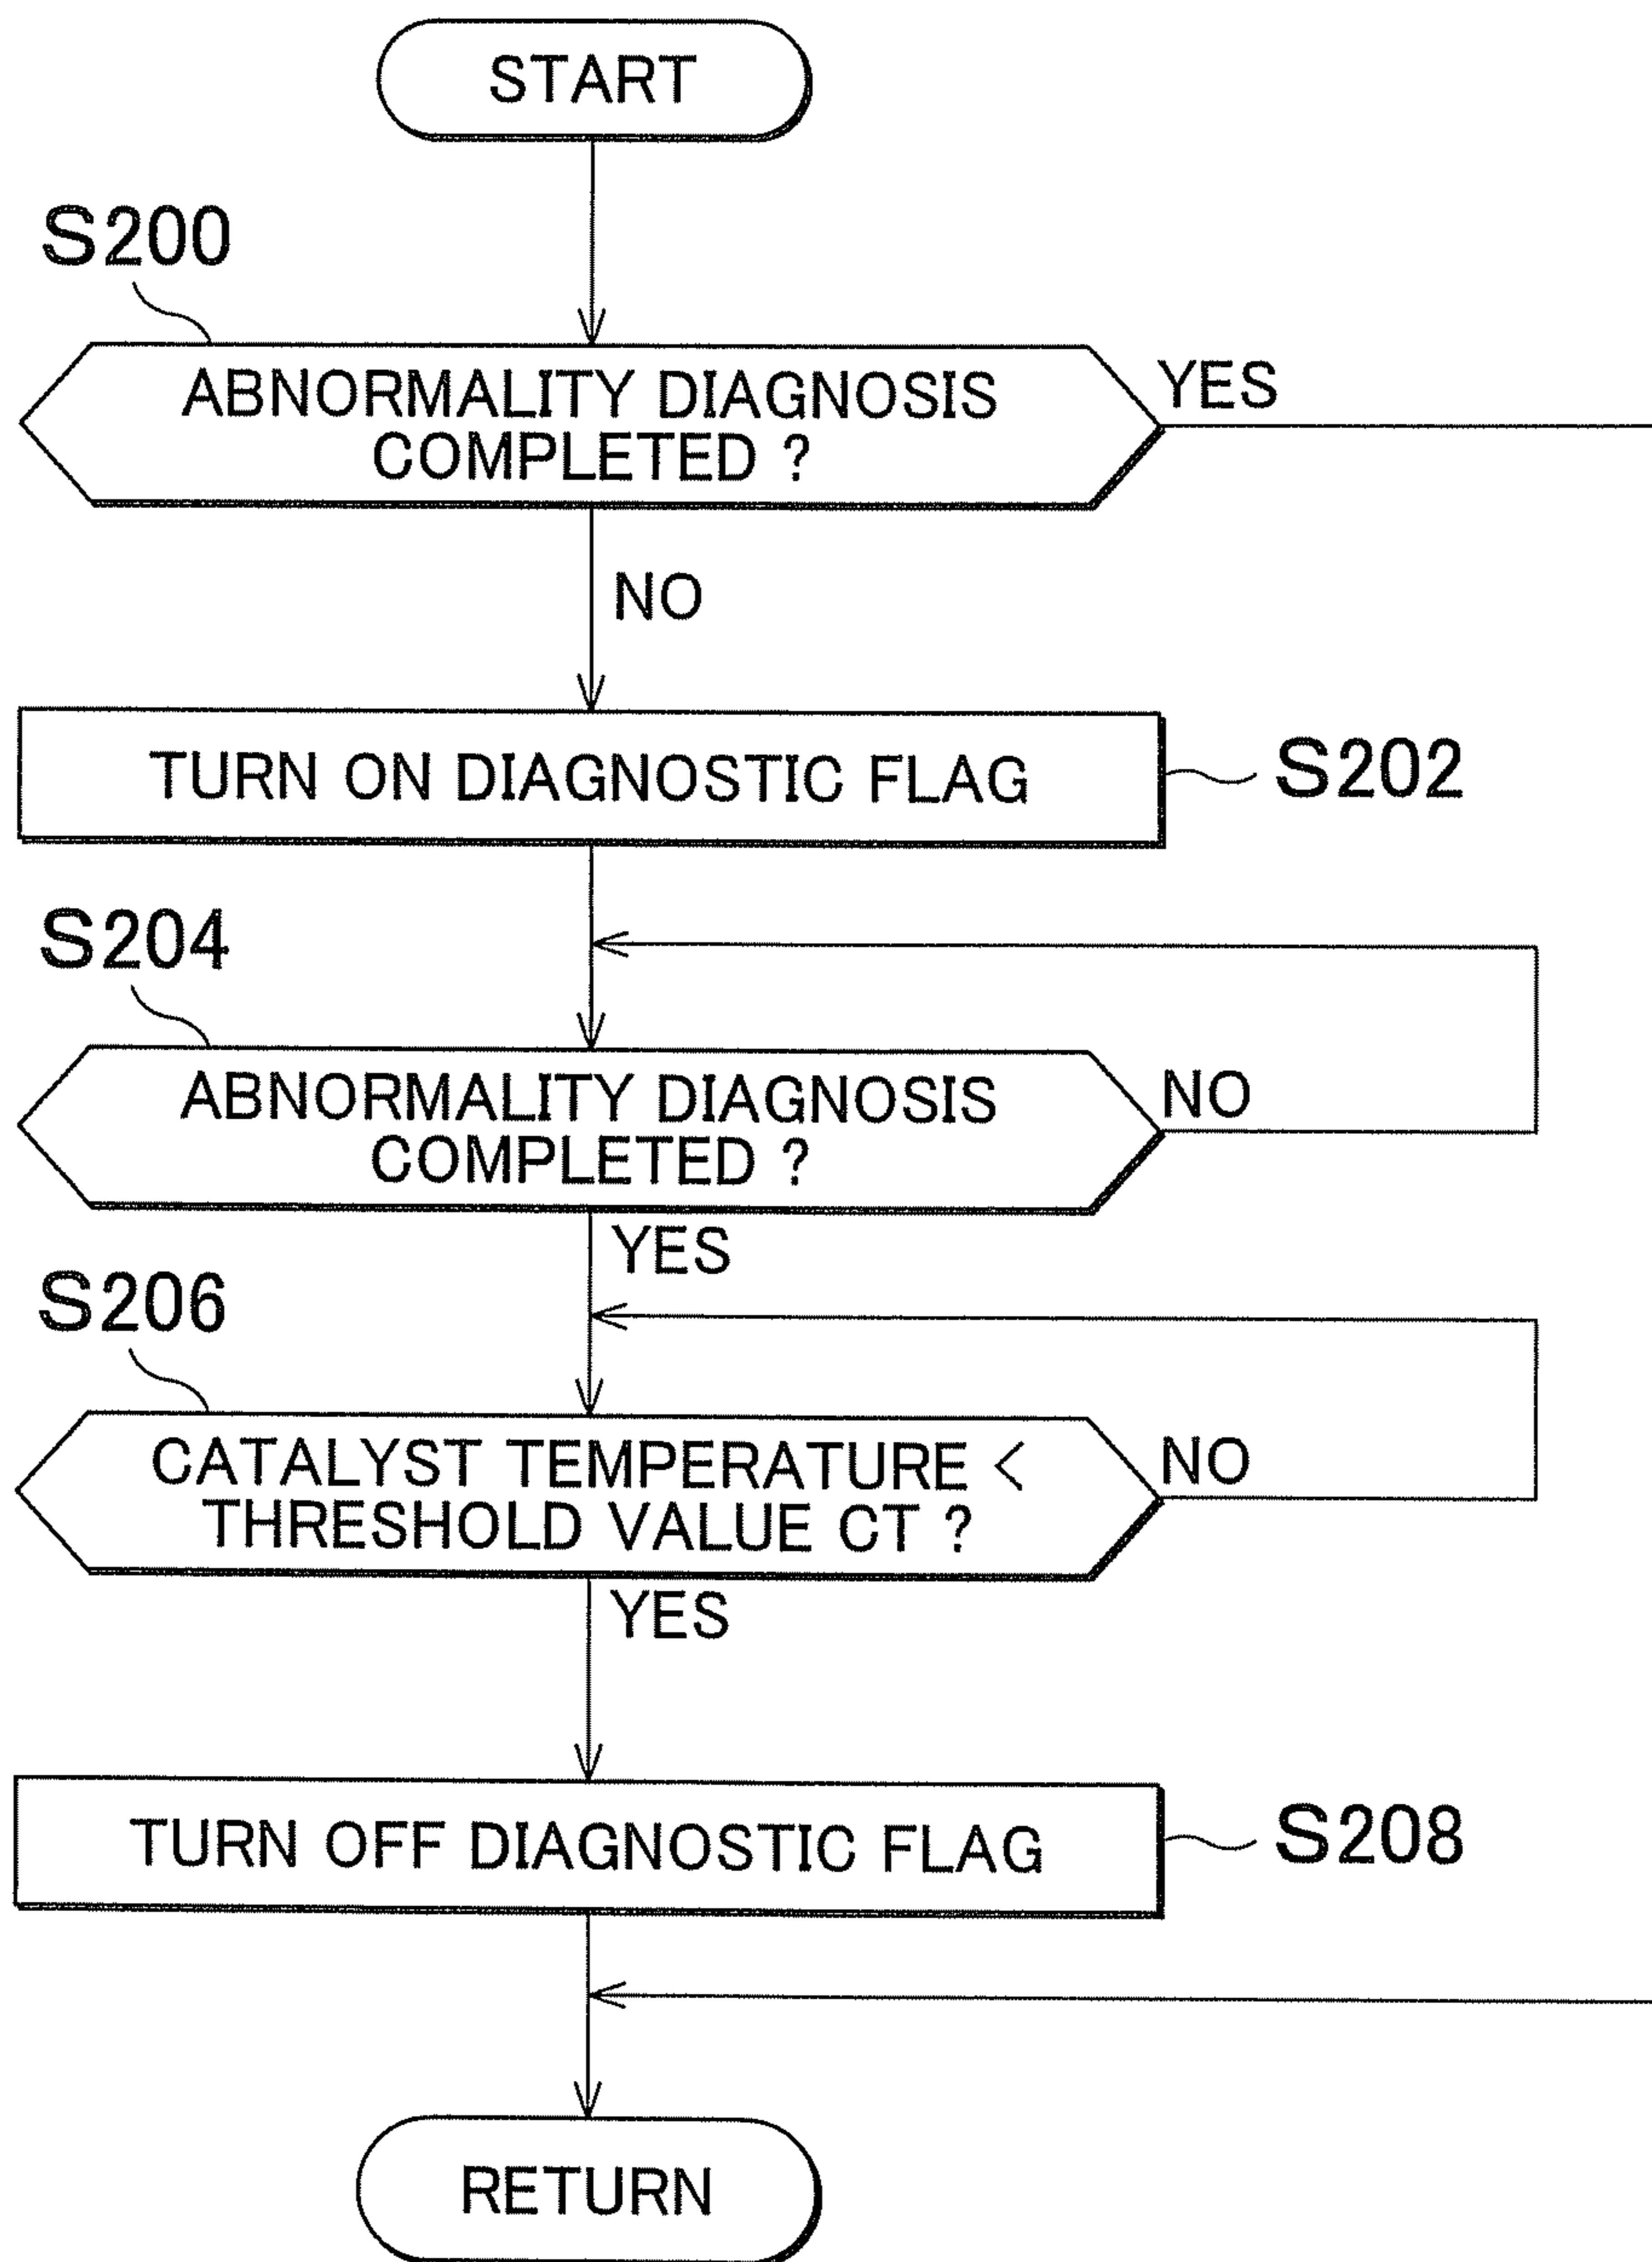 START
S200
ABNORMALITY DIAGNOSIS
COMPLETED ?
YES
NO
TURN ON DIAGNOSTIC FLAG
S202
S204
ABNORMALITY DIAGNOSIS
COMPLETED ?
NO
YES
S206
CATALYST TEMPERATURE <
THRESHOLD VALUE CT ?
NO
YES
TURN OFF DIAGNOSTIC FLAG
S208
RETURN